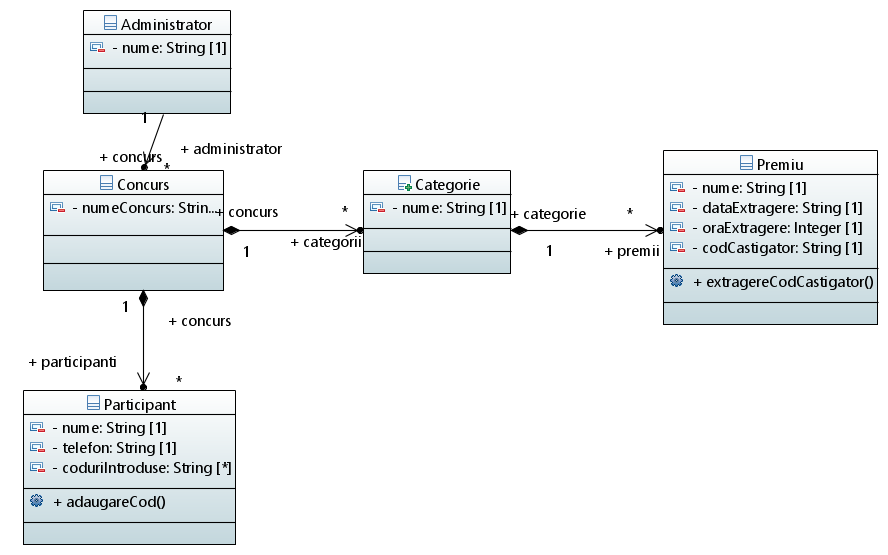 Administrator
- nume: String [1]
1
+ administrator
+ concurs
*
Concurs
- numeConcurs: Strin...
+ concurs
1
*
+ categorii
Categorie
- nume: String [1]
+ categorie
1
*
+ premii
Premiu
- nume: String [1]
- dataExtragere: String [1]
- oraExtragere: Integer [1]
- codCastigator: String [1]
+ extragereCodCastigator()
1
+ concurs
+ participanti
*
Participant
- nume: String [1]
- telefon: String [1]
- coduriIntroduse: String [*]
+ adaugareCod()